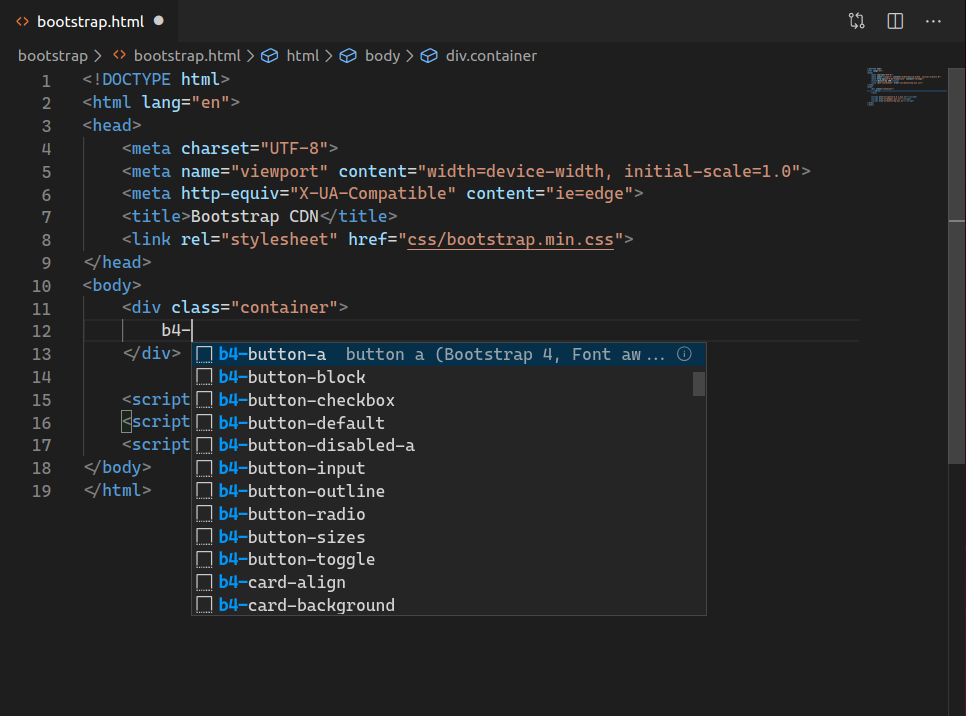 bootstrap.html
bootstrap > bootstrap.html > html > body > div.container
1 <!DOCTYPE html>
2 <html lang="en">
3 <head>
4 <meta charset="UTF-8">
5 <meta name="viewport" content="width=device-width, initial-scale=1.0">
6 <meta http-equiv="X-UA-Compatible" content="ie=edge">
7 <title>Bootstrap CDN</title>
8 <link rel="stylesheet" href="css/bootstrap.min.css">
9 </head>
10 <body>
11 <div class="container">
12 b4-
13 </div> b4-button-a button a (Bootstrap 4, Font aw...
14 b4-button-block
15 <script b4-button-checkbox
16 <script b4-button-default
17 <script b4-button-disabled-a
18 </body> b4-button-input
19 </html> b4-button-outline
b4-button-radio
b4-button-sizes
b4-button-toggle
b4-card-align
b4-card-background